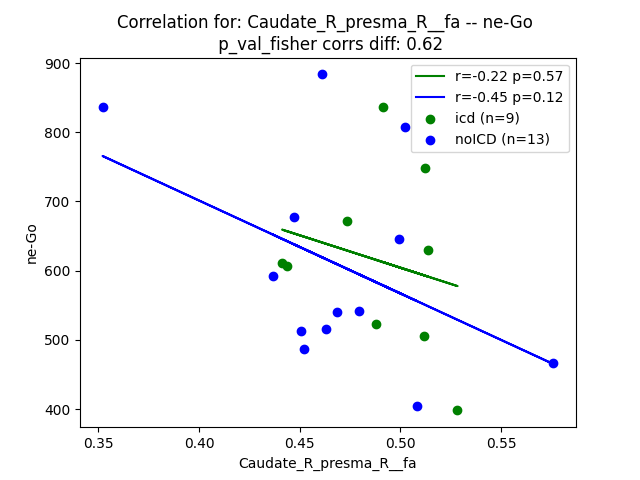 Correlation for: Caudate_R_presma_R__fa -- ne-Go
p_val_fisher corrs diff: 0.62
r=-0.22 p=0.57
r=-0.45 p=0.12
icd (n=9)
noICD (n=13)
ne-Go
900
800
700
600
500
400
0.35 0.40 0.45 0.50 0.55
Caudate_R_presma_R__fa